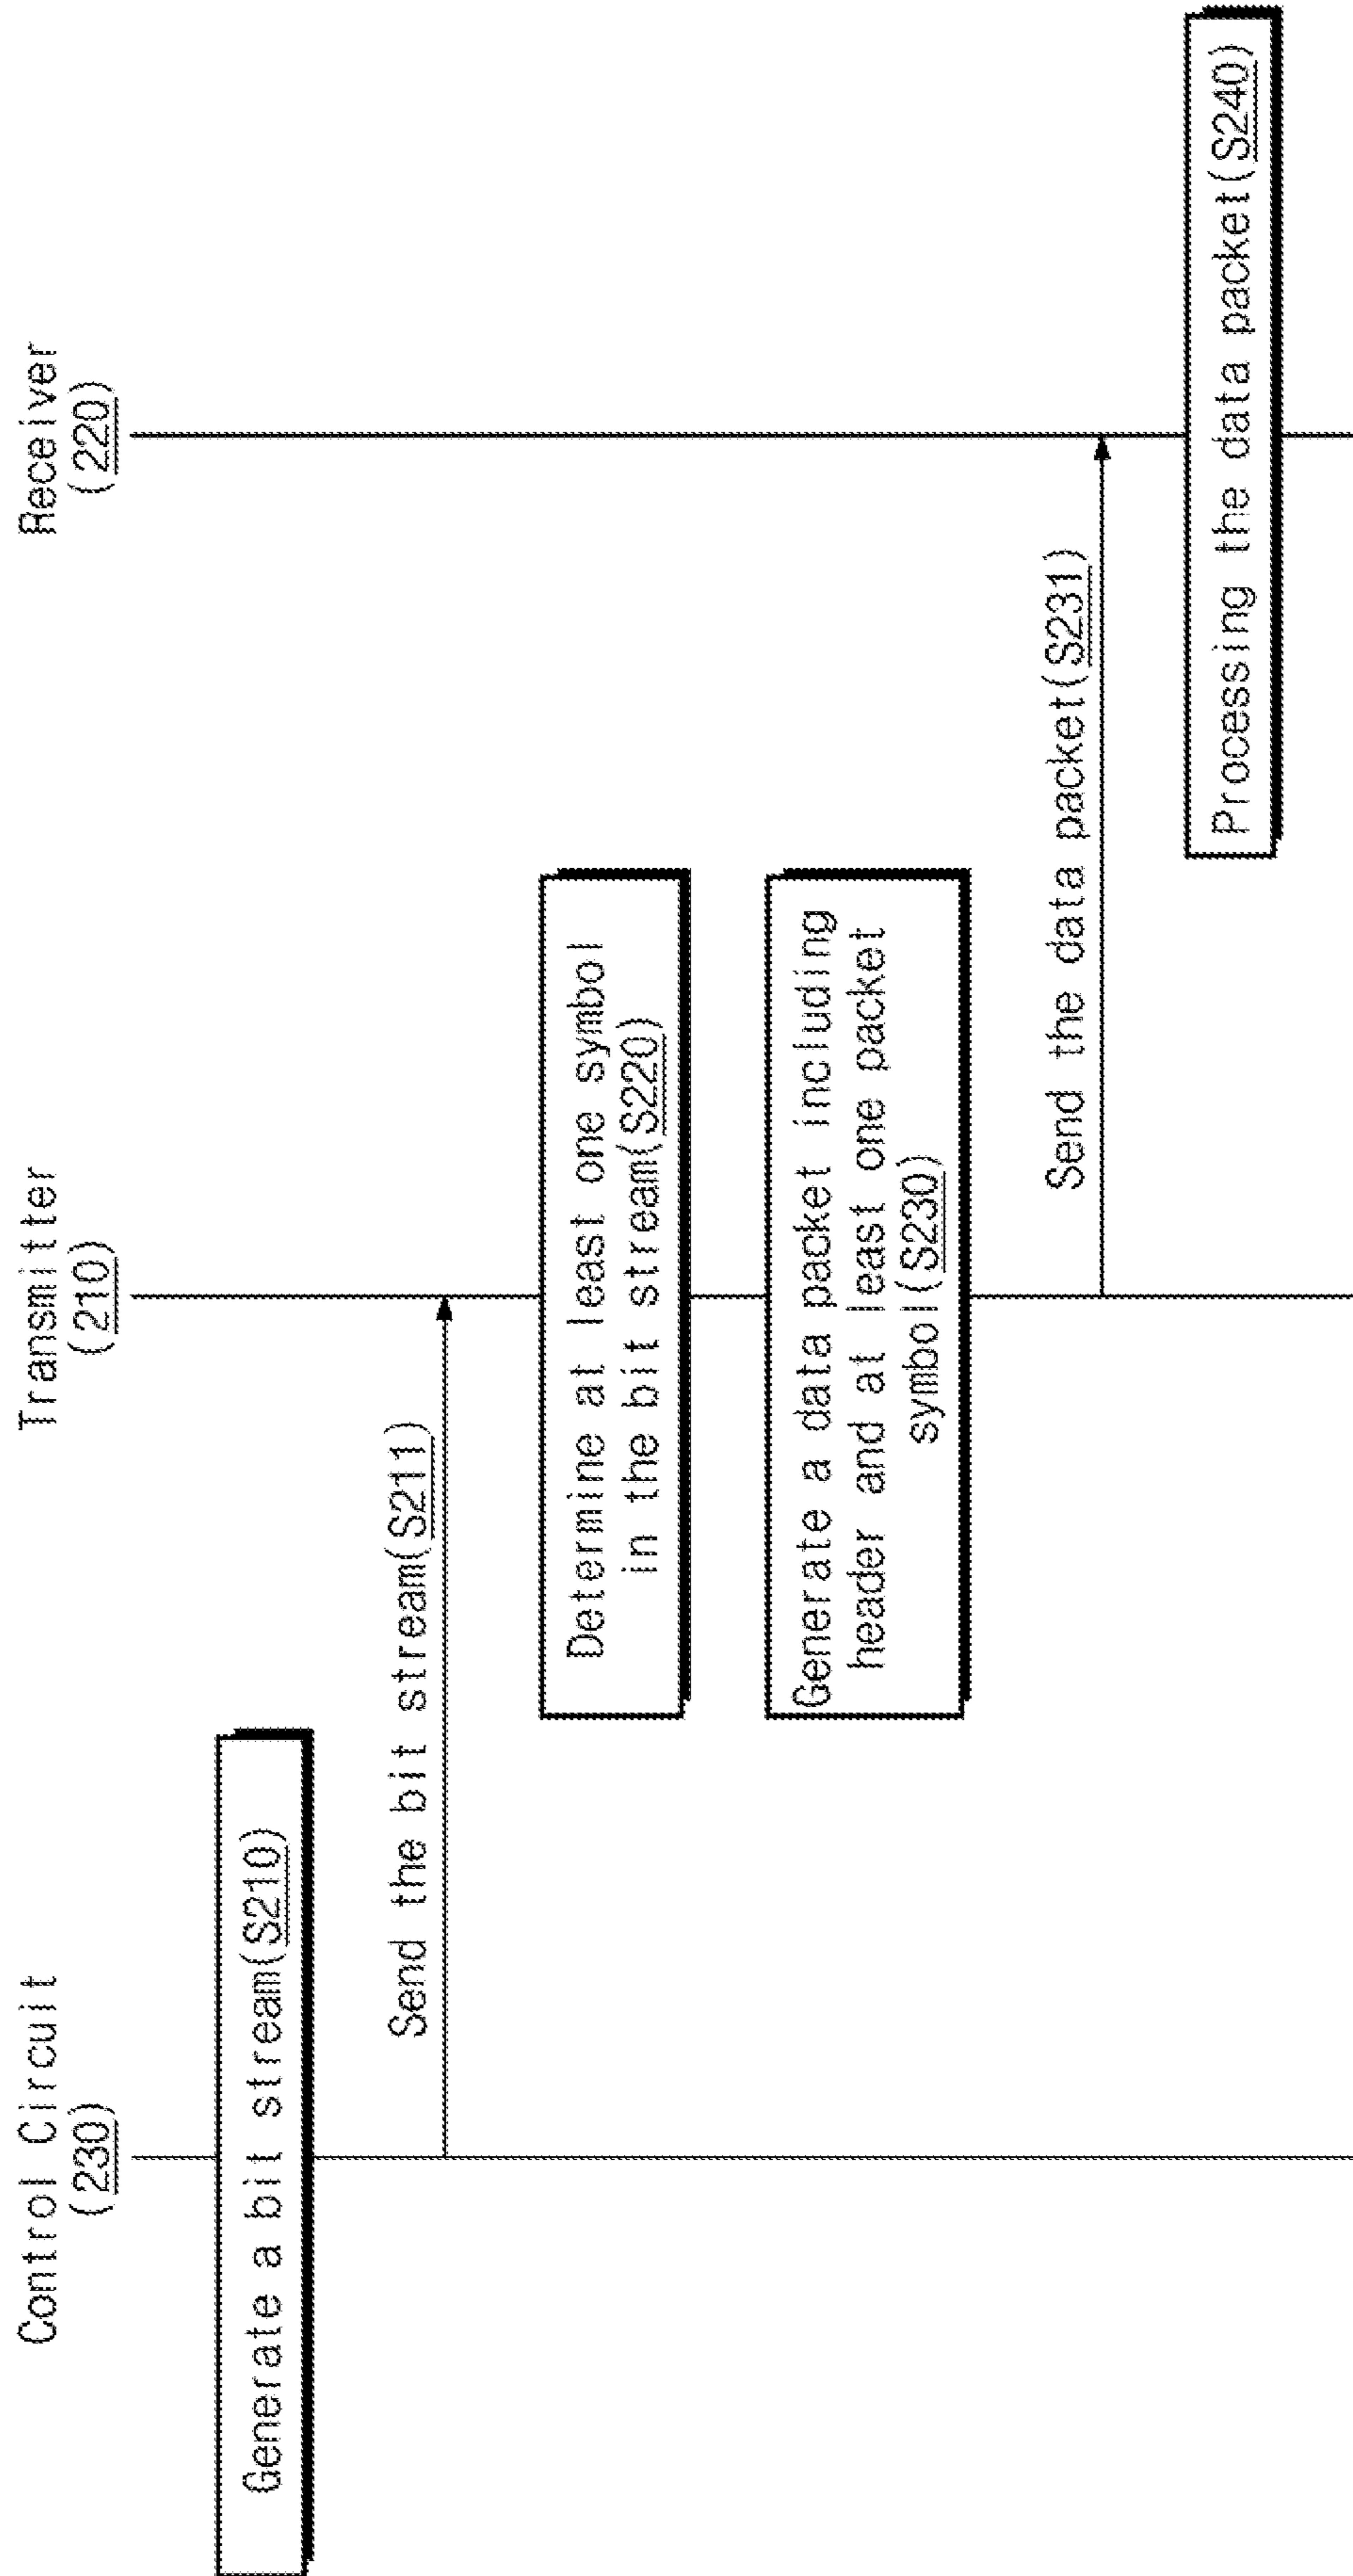 Control Circuit
(230)
Transmitter
(210)
Receiver
(220)
Generate a bit stream(S210)
Send the bit stream(S211)
Determine at least one symbol
in the bit stream(S220)
Generate a data packet including
header and at least one packet
symbol(S230)
Send the data packet(S231)
Processing the data packet(S240)